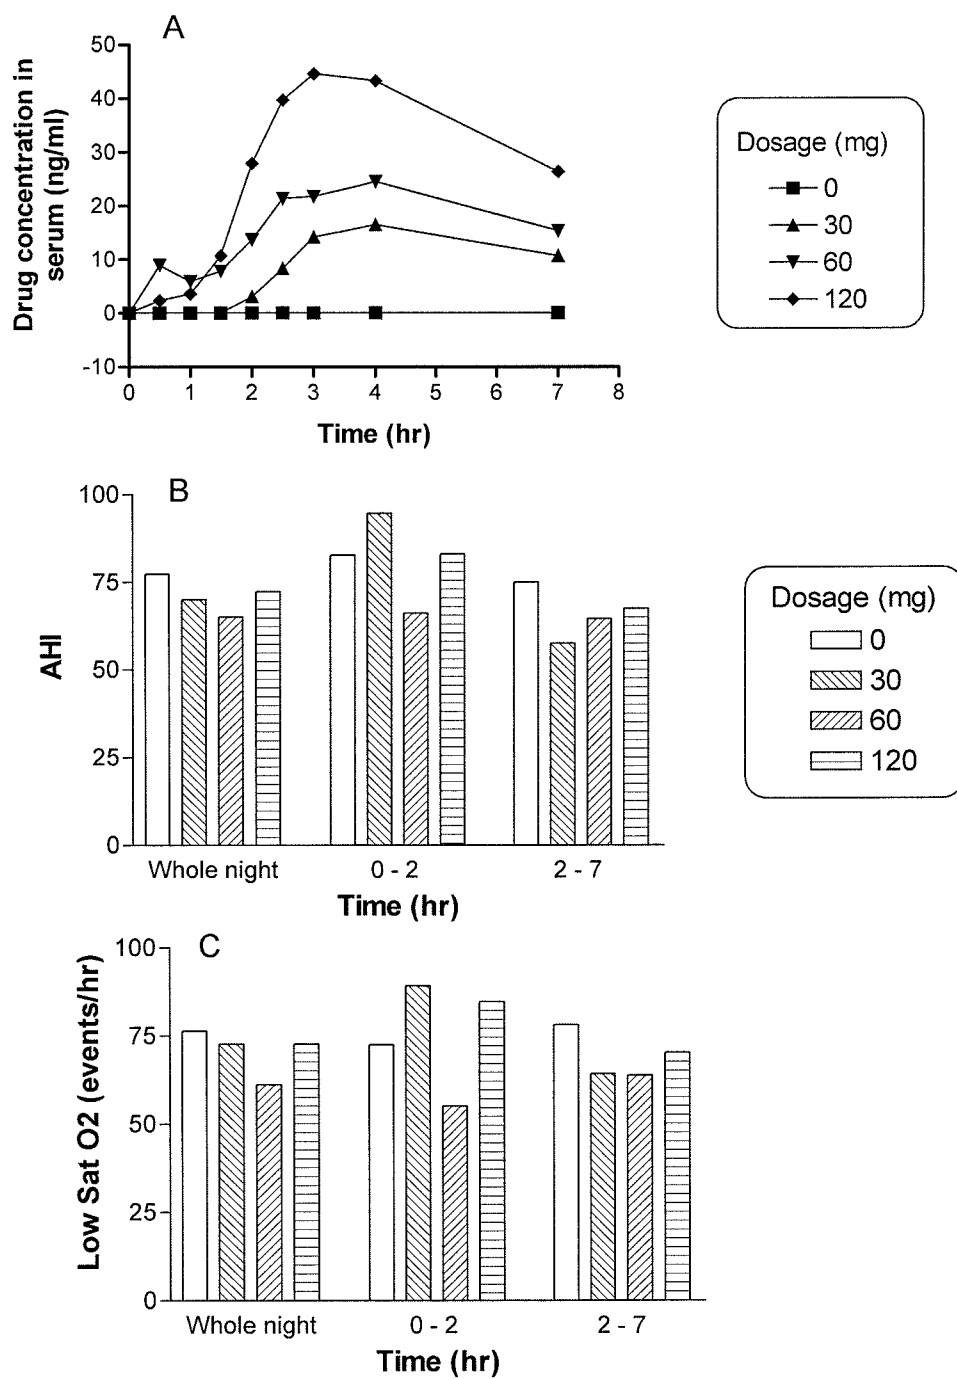 A
Drug concentration in
serum (ng/ml)
50
40
30
20
10
0
-10
0 1 2 3 4 5 6 7 8
Time (hr)
Dosage (mg)
0
30
60
120
B
AHI
100
75
50
25
0
Whole night 0 - 2 2 - 7
Time (hr)
Dosage (mg)
0
30
60
120
C
Low Sat O2 (events/hr)
100
75
50
25
0
Whole night 0 - 2 2 - 7
Time (hr)